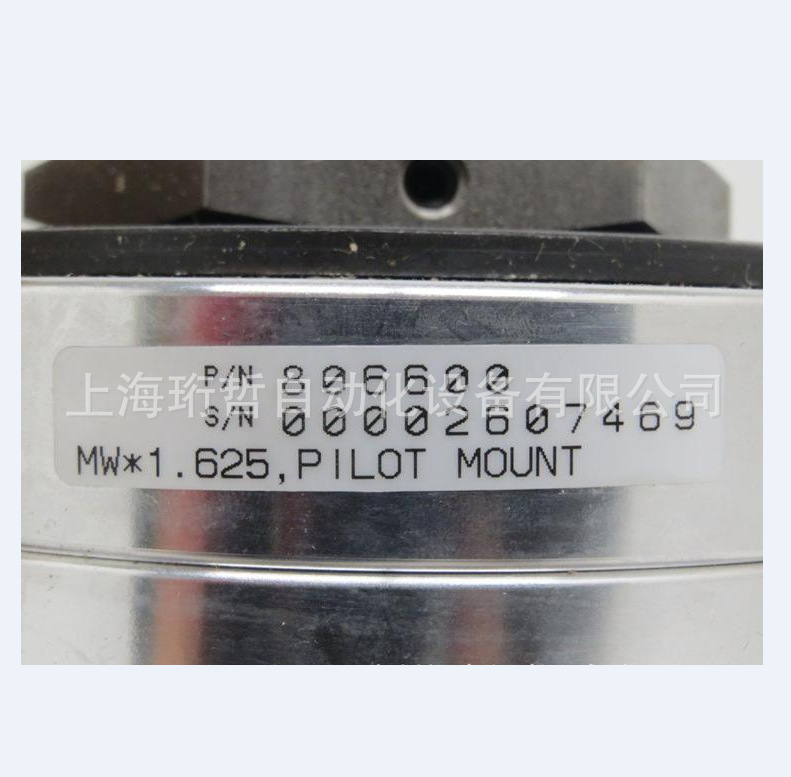 P/N 806600
上海珩哲自动化设备有限公司
S/N 00002607469
MW*1.625,PILOT MOUNT